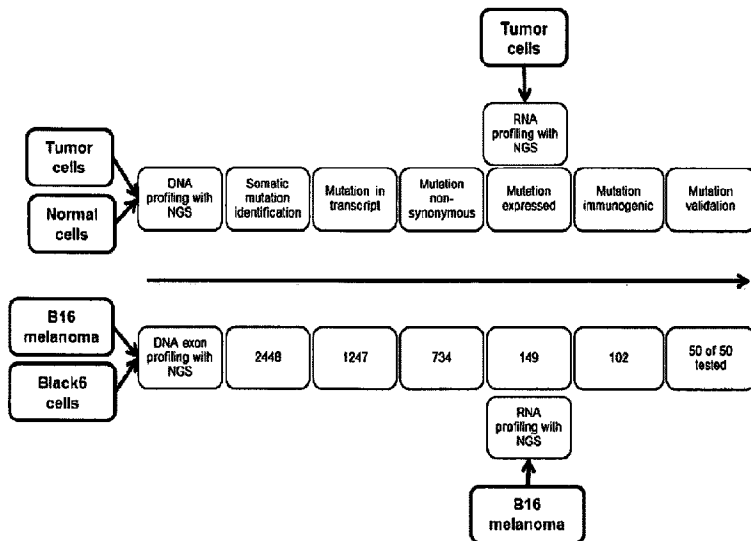 Tumor
cells
RNA
profiling with
NGS
Tumor
cells
Normal
cells
DNA
profiling with
NGS
Somatic
mutation
identification
Mutation in
transcript
Mutation
non-
synonymous
Mutation
expressed
Mutation
immunogenic
Mutation
validation
B16
melanoma
Black6
cells
DNA exon
profiling with
NGS
2448
1247
734
149
102
50 of 50
tested
RNA
profiling with
NGS
B16
melanoma